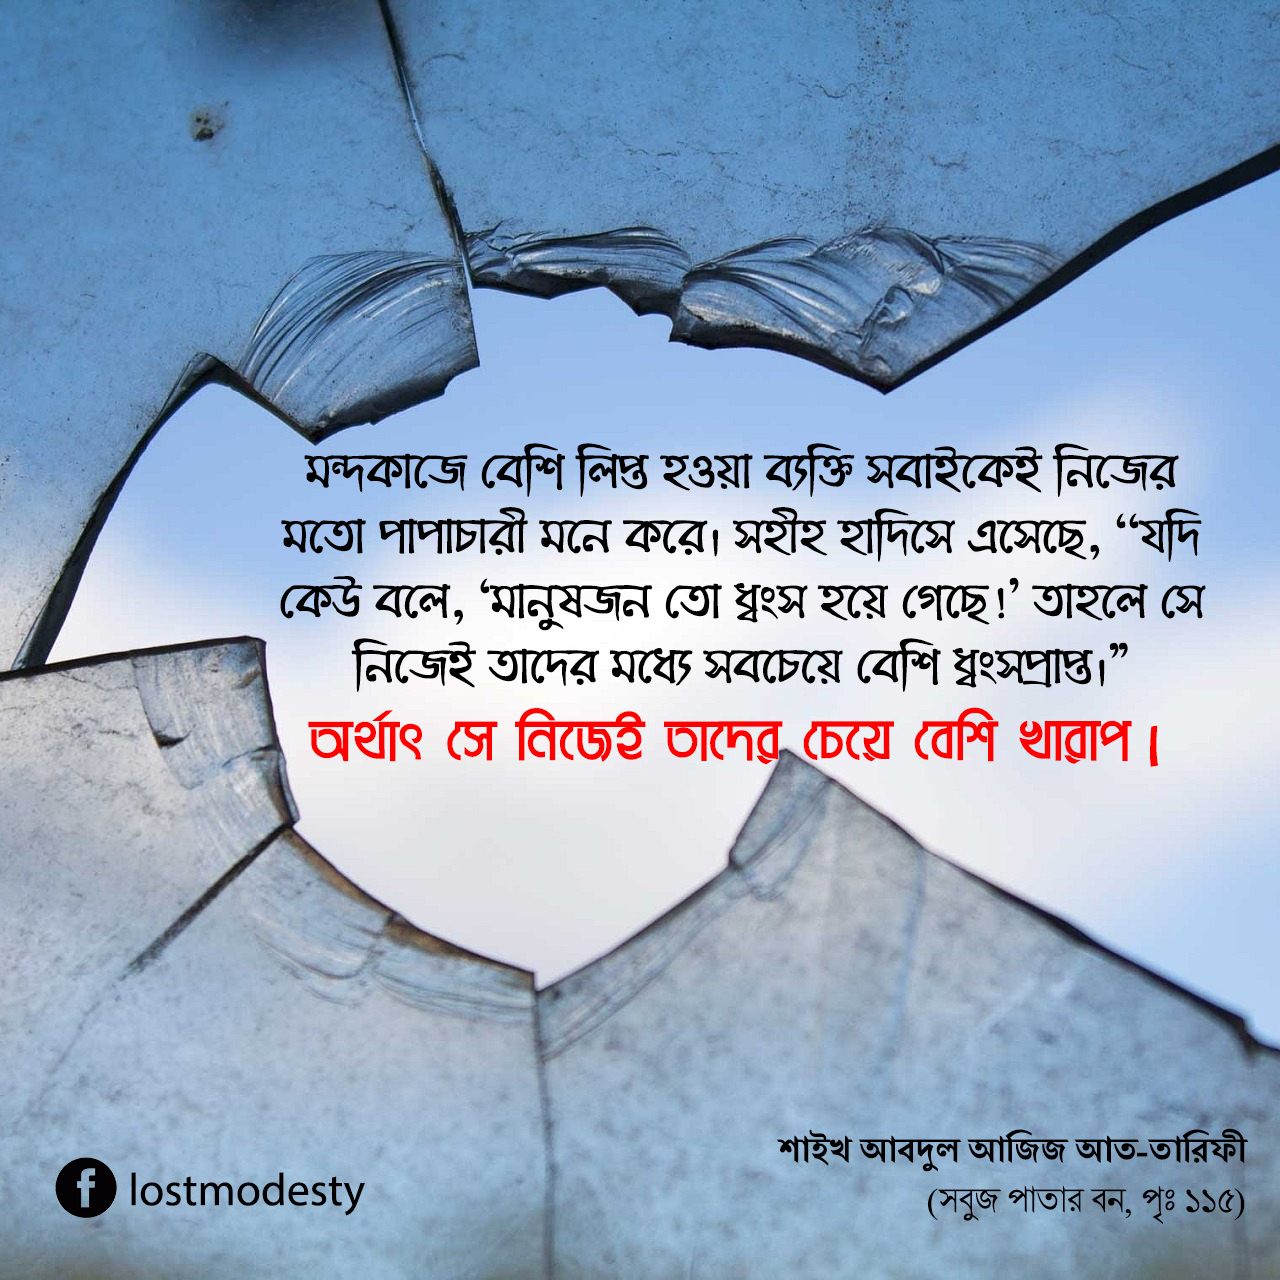 মন্দকাজে বেশি লিপ্ত হওয়া ব্যক্তি সবাইকেই নিজের
মতো পাপাচারী মনে করে। সহীহ হাদিসে এসেছে, ‘‘যদি
কেউ বলে, ‘মানুষজন তো ধ্বংস হয়ে গেছে!’ তাহলে সে
নিজেই তাদের মধ্যে সবচেয়ে বেশি ধ্বংসপ্রাপ্ত।”
অর্থাৎ সে নিজেই তাদের চেয়ে বেশি খারাপ।
শাইখ আবদুল আজিজ আত-তারিফী
(সবুজ পাতার বন, পৃঃ ১১৫)
f lostmodesty